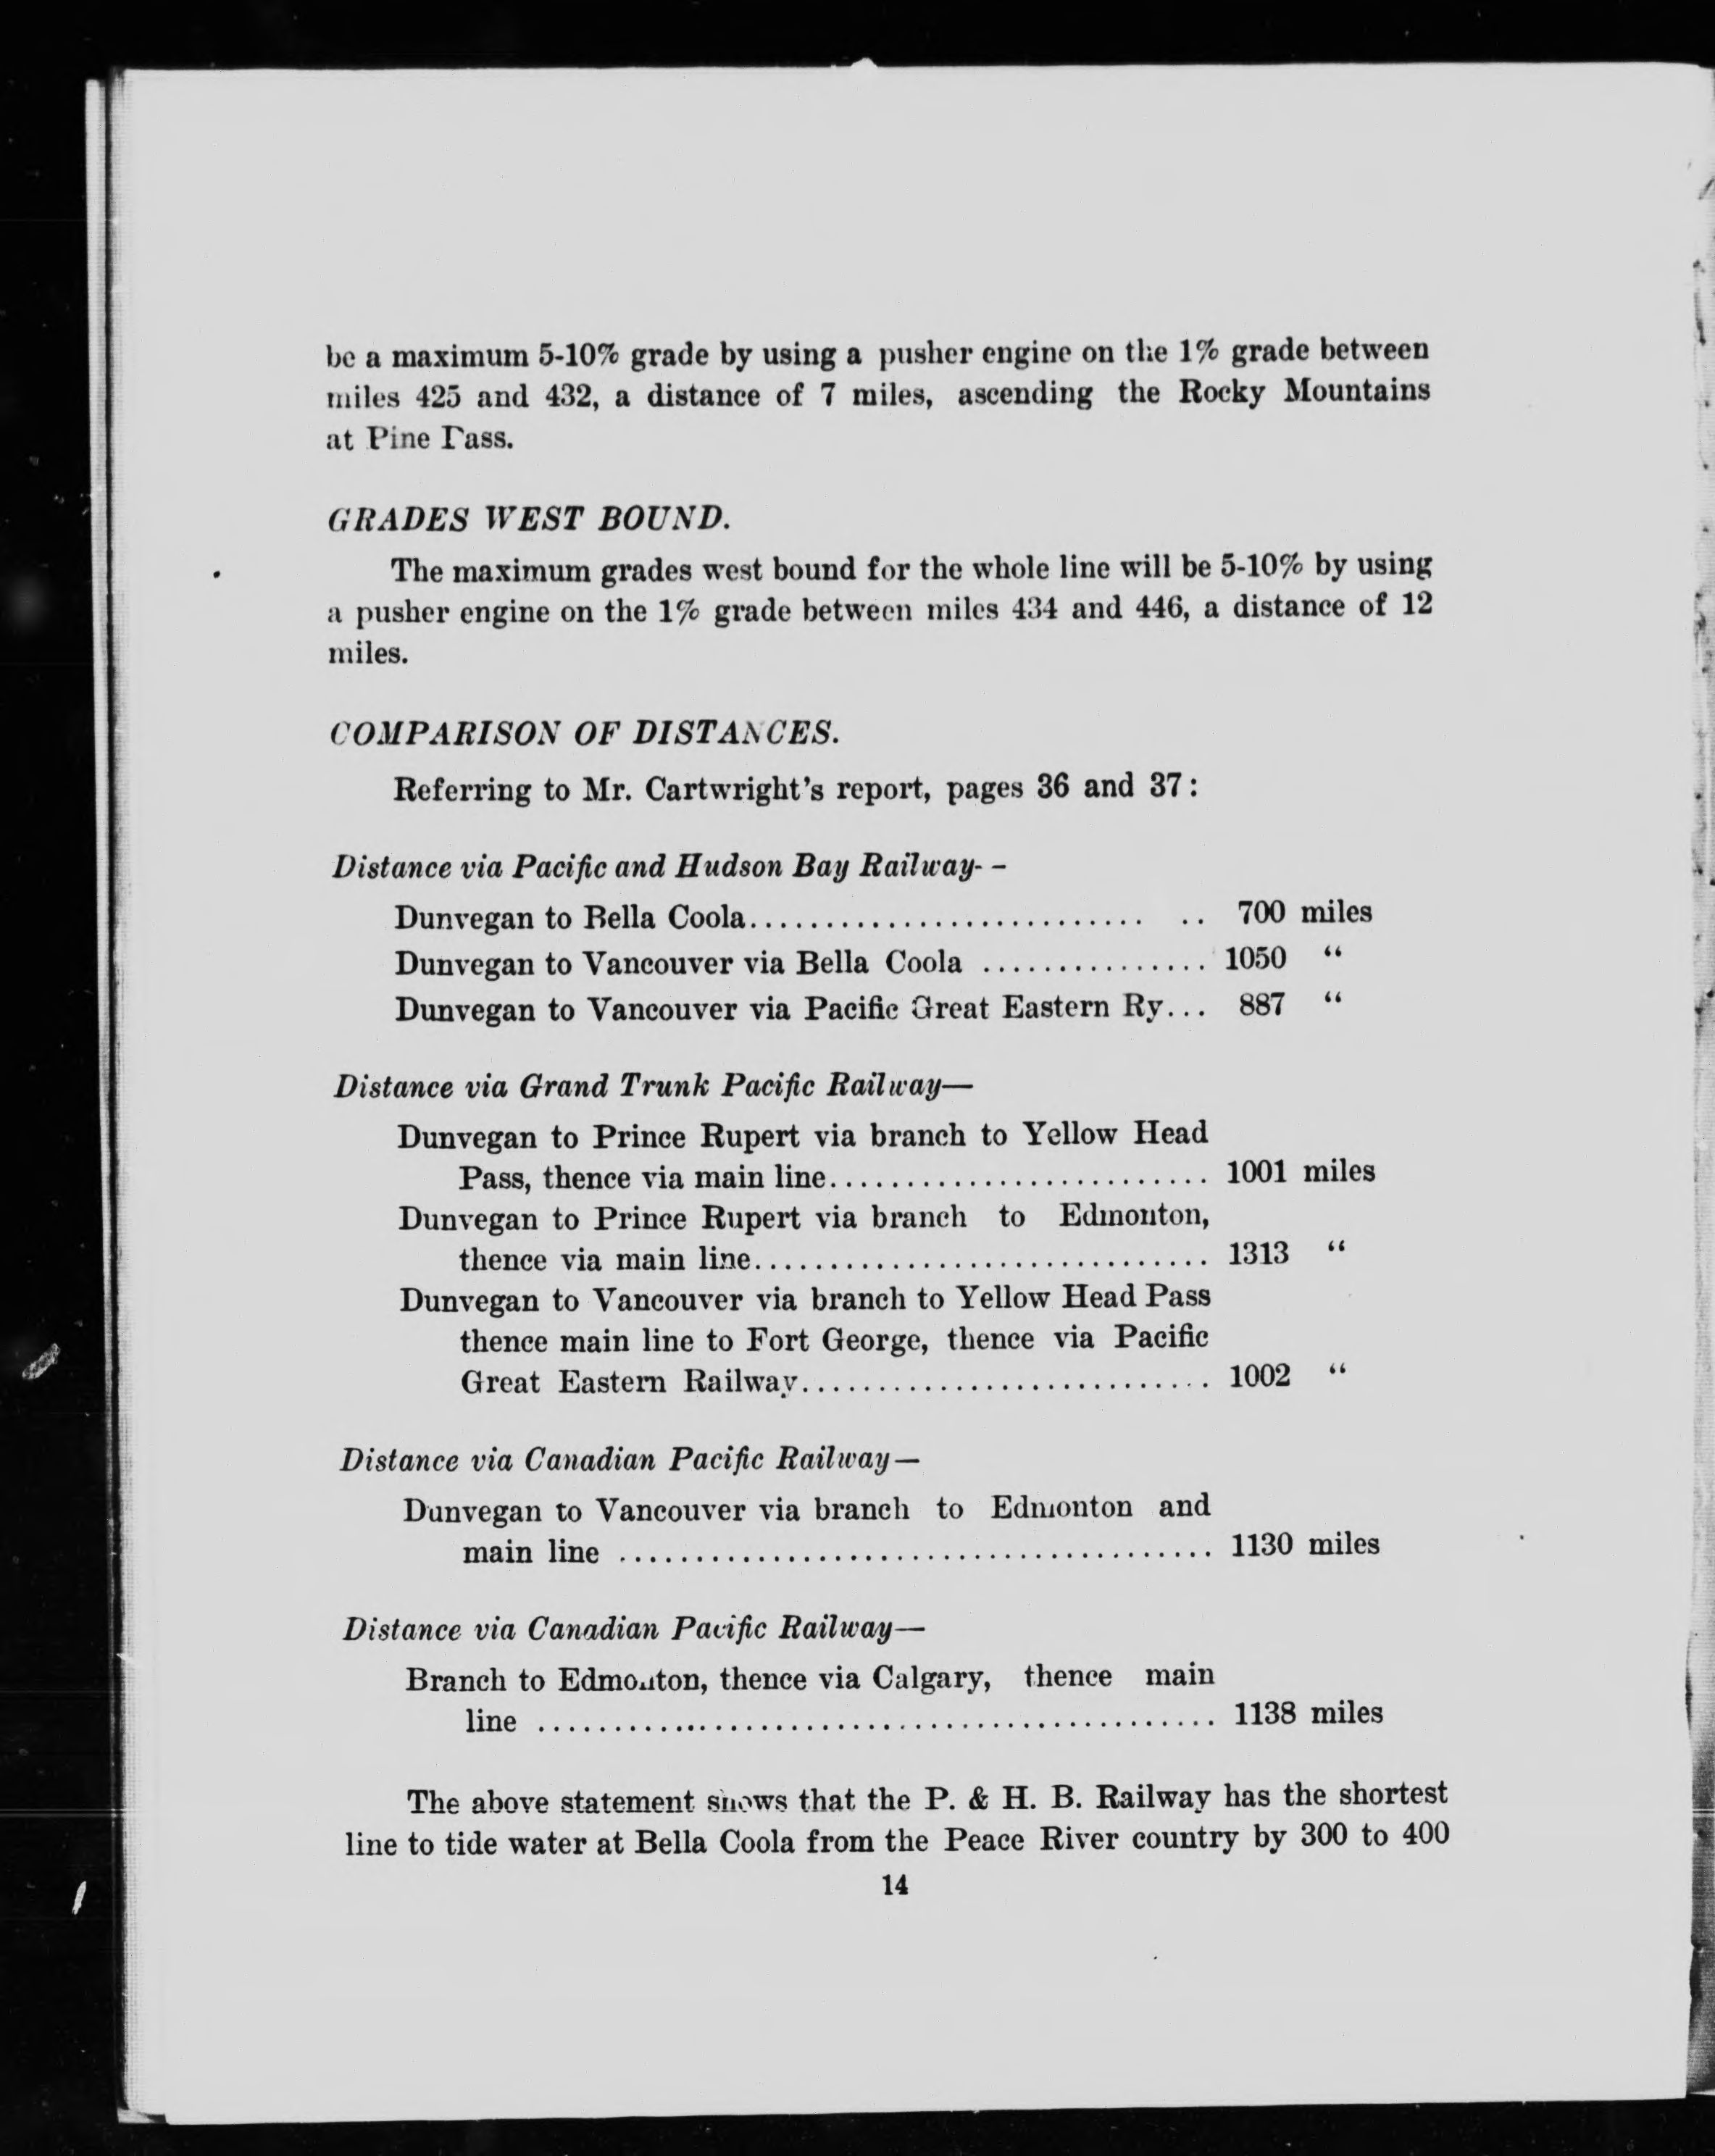 be a maximum 5-10% grade by using a pusher engine on the 1% grade between
miles 425 and 432, a distance of 7 miles, ascending the Rocky Mountains
at Pine Pass.
GRADES WEST BOUND.
The maximum grades west bound for the whole line will be 5-10% by using
a pusher engine on the 1% grade between miles 434 and 446, a distance of 12
miles.
COMPARISON OF DISTANCES.
Referring to Mr. Cartwright's report, pages 36 and 37:
Distance via Pacific and Hudson Bay Railway--
Dunvegan to Bella Coola.......................... .. 700 miles
Dunvegan to Vancouver via Bella Coola ............... 1050 "
Dunvegan to Vancouver via Pacific Great Eastern Ry... 887 "
Distance via Grand Trunk Pacific Railway—
Dunvegan to Prince Rupert via branch to Yellow Head
Pass, thence via main line......................... 1001 miles
Dunvegan to Prince Rupert via branch to Edmonton,
thence via main line.............................. 1313 "
Dunvegan to Vancouver via branch to Yellow Head Pass
thence main line to Fort George, thence via Pacific
Great Eastern Railway........................... 1002 "
Distance via Canadian Pacific Railway—
Dunvegan to Vancouver via branch to Edmonton and
main line ....................................... 1130 miles
Distance via Canadian Pacific Railway—
Branch to Edmonton, thence via Calgary, thence main
line ............................................. 1138 miles
The above statement shows that the P. & H. B. Railway has the shortest
line to tide water at Bella Coola from the Peace River country by 300 to 400
14